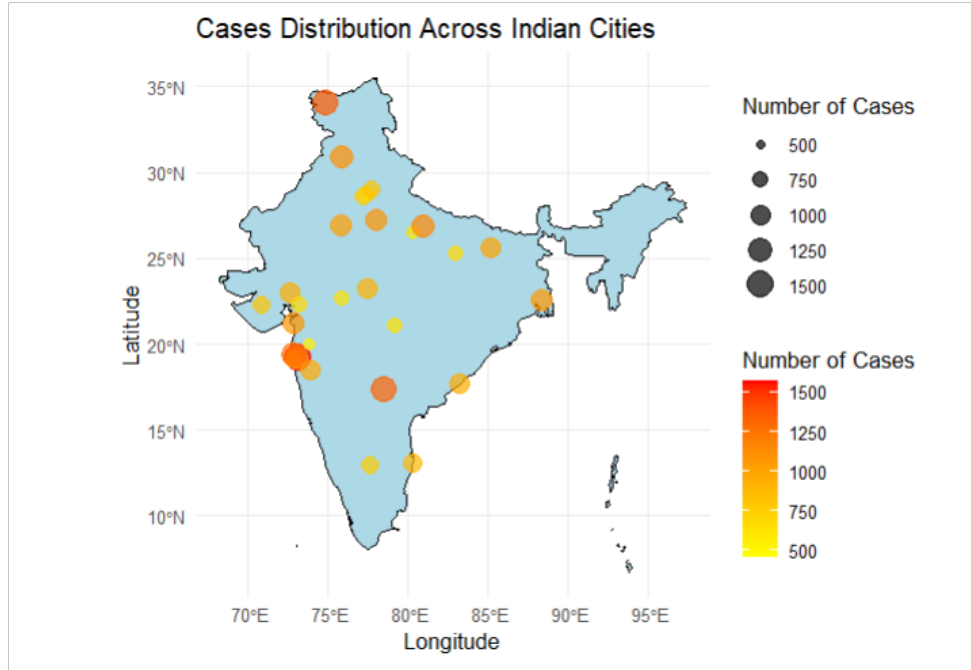 Cases Distribution Across Indian Cities
35°N
30°N
25°N
20°N
15°N
10°N
Latitude
70°E 75°E 80°E 85°E 90°E 95°E
Longitude
Number of Cases
500
750
1000
1250
1500
Number of Cases
1500
1250
1000
750
500